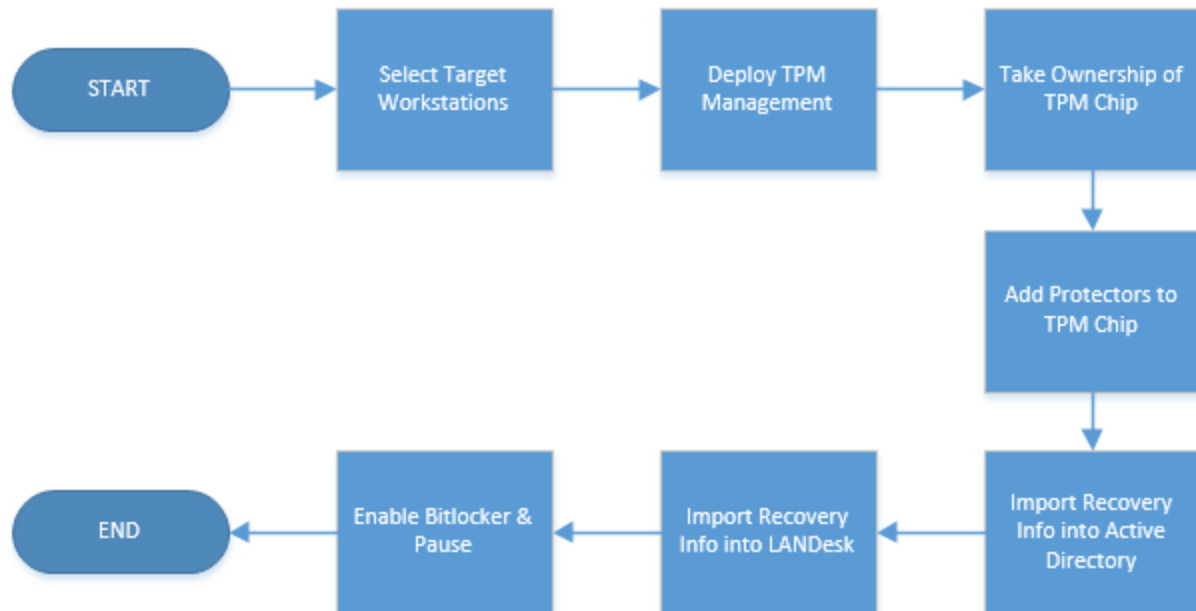 START
Select Target
Workstations
Deploy TPM
Management
Take Ownership of
TPM Chip
Add Protectors to
TPM Chip
Import Recovery
Info into Active
Directory
Import Recovery
Info into LANDesk
Enable Bitlocker &
Pause
END